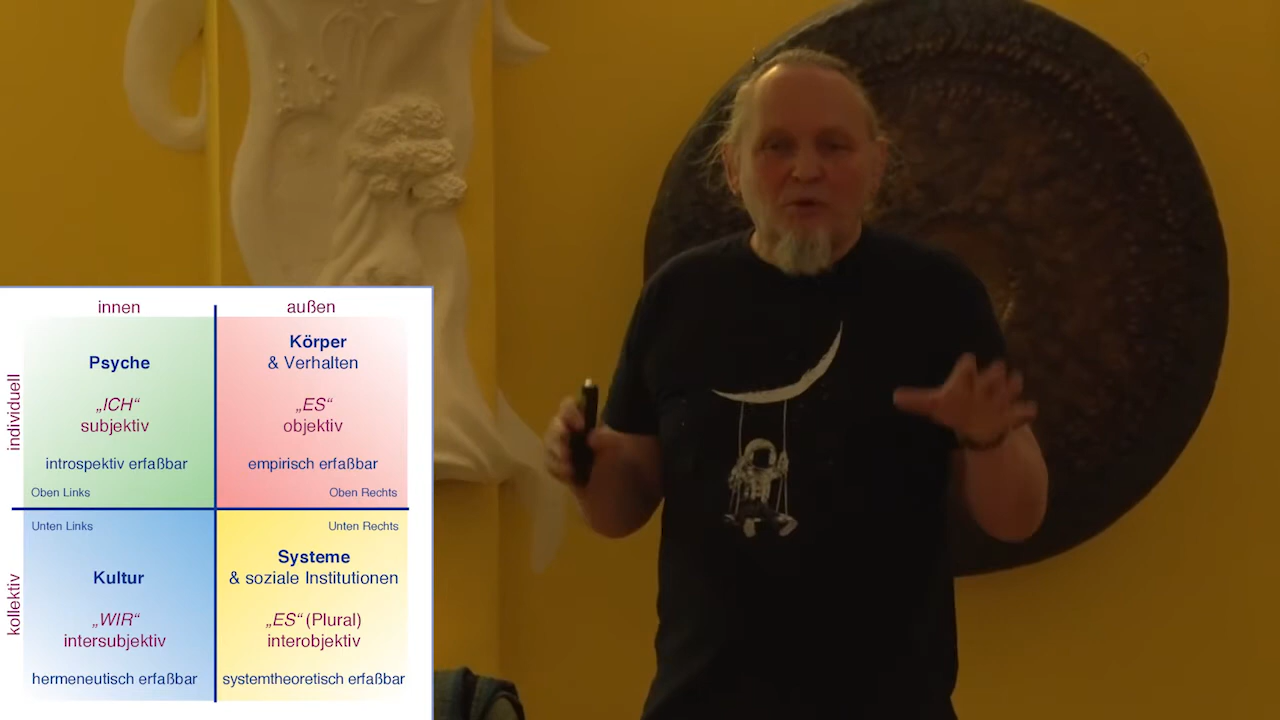 innen
außen
individuell
Psyche
„ICH“
subjektiv
introspektiv erfaßbar
Oben Links
Körper
& Verhalten
„ES“
objektiv
empirisch erfaßbar
Oben Rechts
kollektiv
Unten Links
Kultur
„WIR“
intersubjektiv
hermeneutisch erfaßbar
Unten Rechts
Systeme
& soziale Institutionen
„ES“ (Plural)
interobjektiv
systemtheoretisch erfaßbar